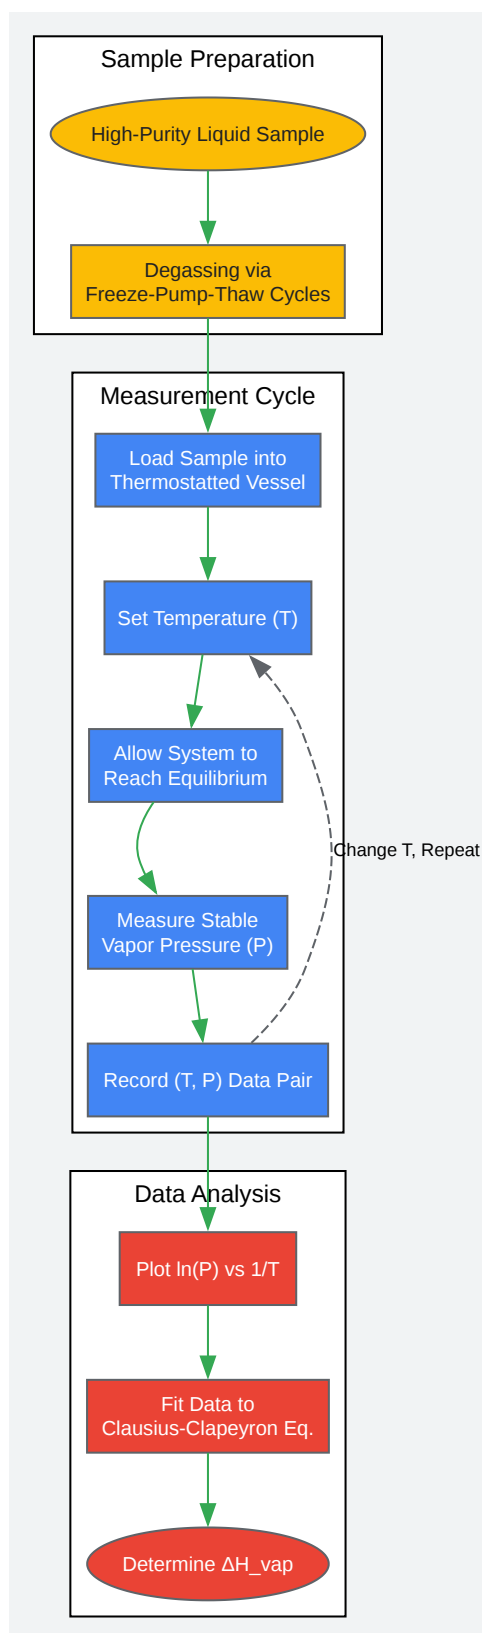 Sample Preparation
High-Purity Liquid Sample
Degassing via
Freeze-Pump-Thaw Cycles
Measurement Cycle
Load Sample into
Thermostatted Vessel
Set Temperature (T)
Allow System to
Reach Equilibrium
Change T, Repeat
Measure Stable
Vapor Pressure (P)
Record (T, P) Data Pair
Data Analysis
Plot ln(P) vs 1/T
Fit Data to
Clausius-Clapeyron Eq.
Determine ΔH_vap